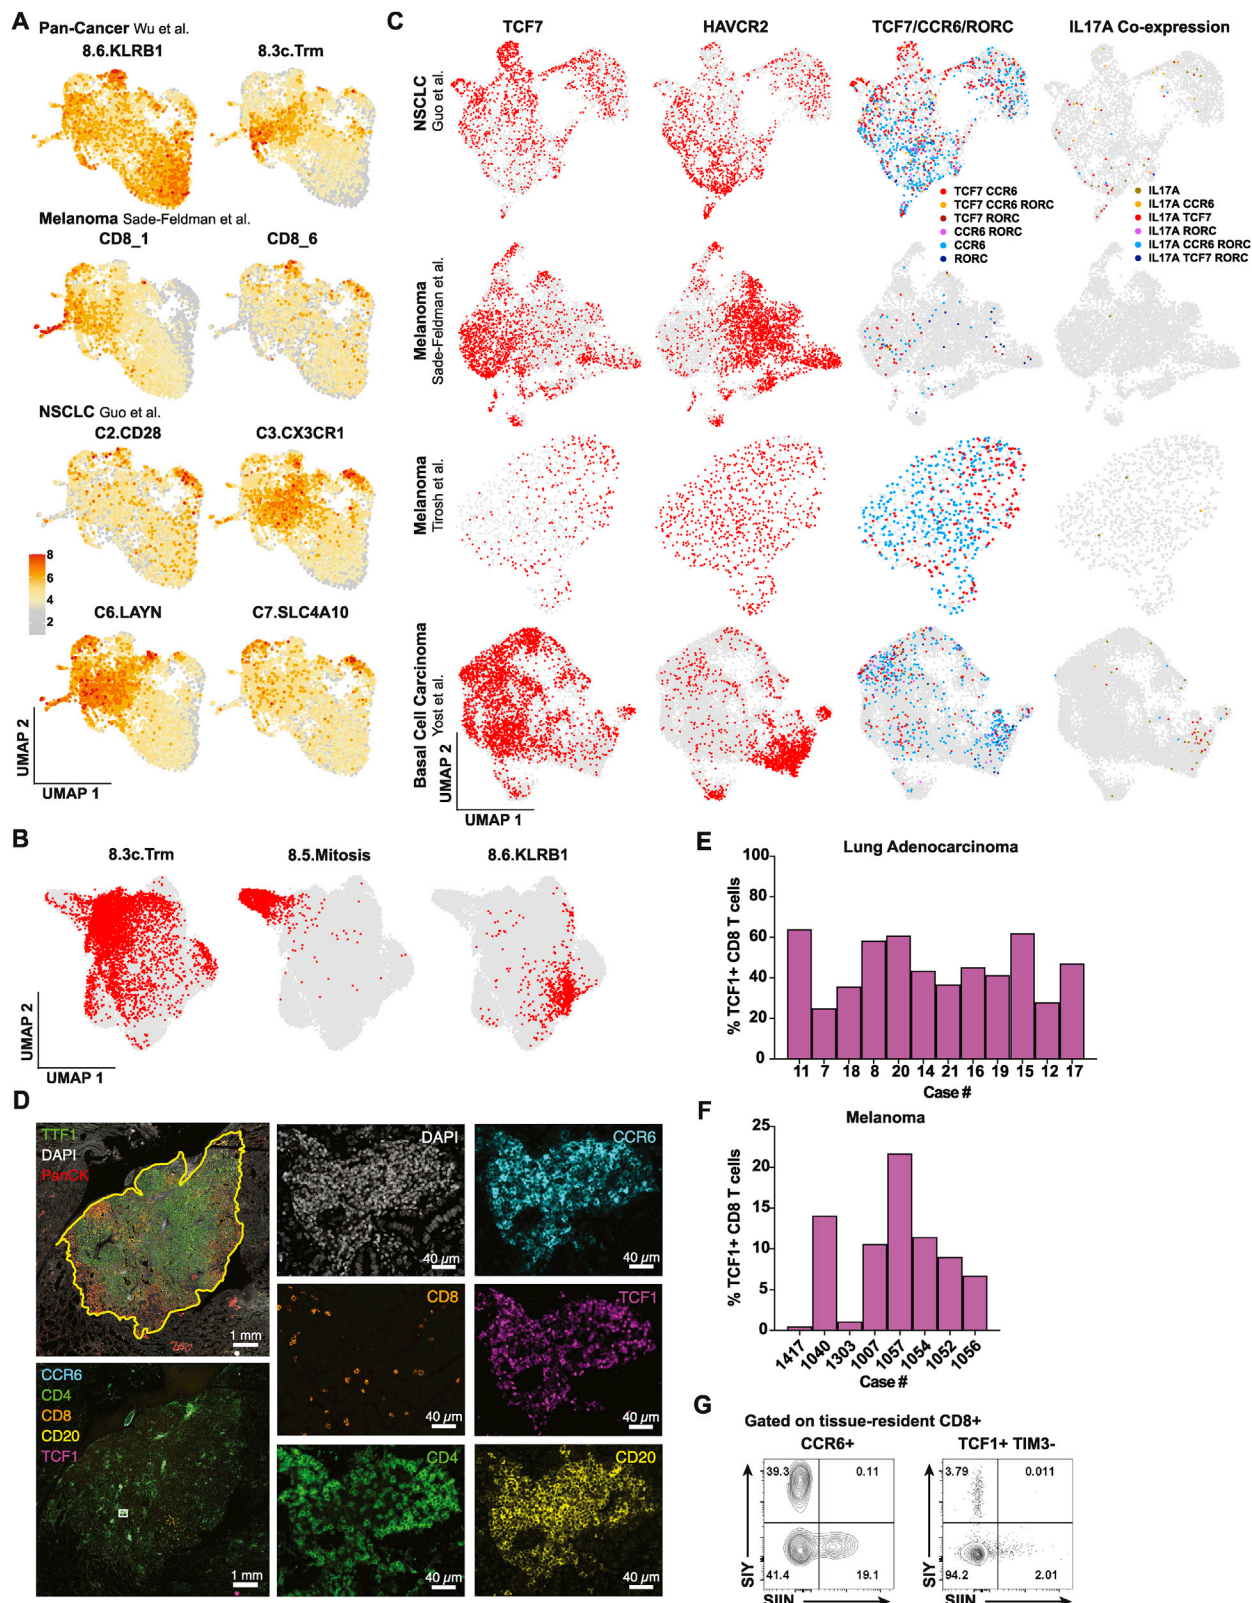 A
Pan-Cancer Wu et al.
8.6.KLRB1
8.3c.Trm
Melanoma Sade-Feldman et al.
CD8_1
CD8_6
NSCLC Guo et al.
C2.CD28
C3.CX3CR1
8
6
4
2
C6.LAYN
C7.SLC4A10
UMAP 2
UMAP 1
C
TCF7
HAVCR2
TCF7/CCR6/RORC
IL17A Co-expression
NSCLC
Guo et al.
TCF7 CCR6
TCF7 CCR6 RORC
TCF7 RORC
CCR6 RORC
CCR6
RORC
IL17A
IL17A CCR6
IL17A TCF7
IL17A RORC
IL17A CCR6 RORC
IL17A TCF7 RORC
Melanoma
Sade-Feldman et al.
Melanoma
Tirosh et al.
Basal Cell Carcinoma
Yost et al.
UMAP 2
UMAP 1
B
8.3c.Trm
8.5.Mitosis
8.6.KLRB1
UMAP 2
UMAP 1
D
TTF1
DAPI
PanCK
1 mm
CCR6
CD4
CD8
CD20
TCF1
1 mm
DAPI
40 µm
CCR6
40 µm
CD8
40 µm
TCF1
40 µm
CD4
40 µm
CD20
40 µm
E
Lung Adenocarcinoma
% TCF1+ CD8 T cells
100
80
60
40
20
0
11 7 18 8 20 14 21 16 19 15 12 17
Case #
F
Melanoma
% TCF1+ CD8 T cells
25
20
15
10
5
0
1417 1040 1303 1007 1057 1054 1052 1056
Case #
G
Gated on tissue-resident CD8+
CCR6+
TCF1+ TIM3-
39.3 0.11
41.4 19.1
SIY
SIIN
3.79 0.011
94.2 2.01
SIY
SIIN